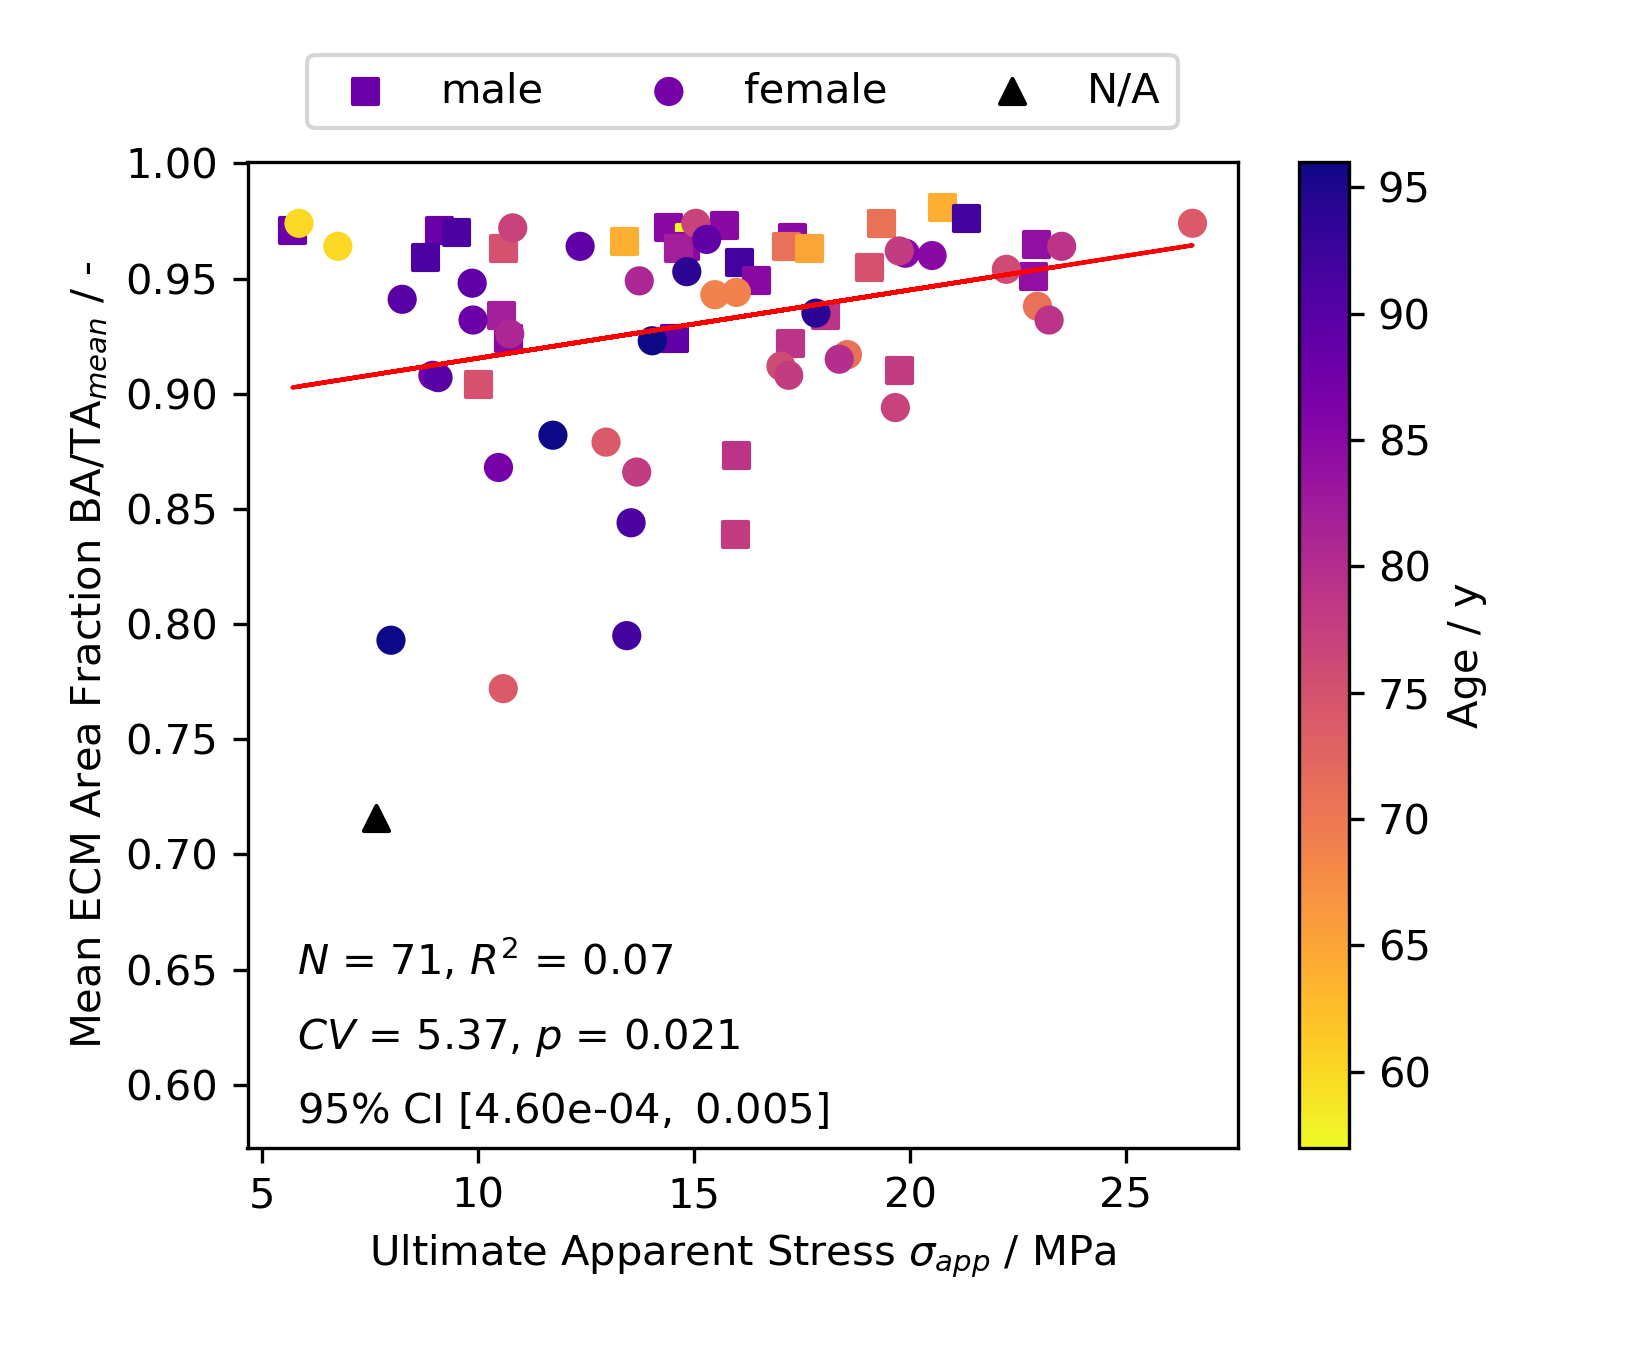 male female N/A
1.00
0.95
0.90
0.85
0.80
0.75
0.70
0.65
0.60
Mean ECM Area Fraction BA/TA_mean / -
N = 71, R² = 0.07
CV = 5.37, p = 0.021
95% CI [4.60e-04, 0.005]
5 10 15 20 25
Ultimate Apparent Stress σ_app / MPa
95
90
85
80
75
70
65
60
Age / y